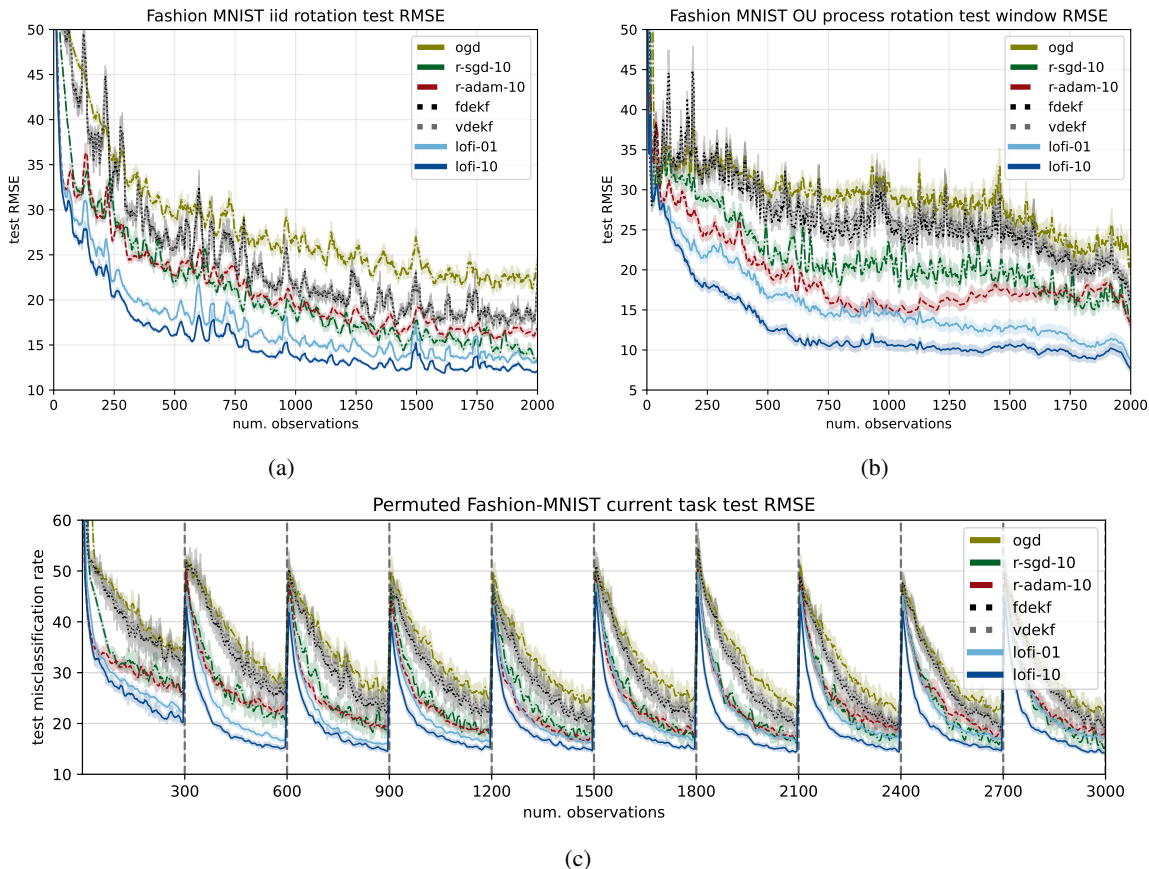 Fashion MNIST iid rotation test RMSE
50
45
40
35
30
25
20
15
10
test RMSE
0 250 500 750 1000 1250 1500 1750 2000
num. observations
ogd
r-sgd-10
r-adam-10
fdekf
vdekf
lofi-01
lofi-10
(a)
Fashion MNIST OU process rotation test window RMSE
50
45
40
35
30
25
20
15
10
5
test RMSE
0 250 500 750 1000 1250 1500 1750 2000
num. observations
ogd
r-sgd-10
r-adam-10
fdekf
vdekf
lofi-01
lofi-10
(b)
Permuted Fashion-MNIST current task test RMSE
60
50
40
30
20
10
test misclassification rate
300 600 900 1200 1500 1800 2100 2400 2700 3000
num. observations
ogd
r-sgd-10
r-adam-10
fdekf
vdekf
lofi-01
lofi-10
(c)